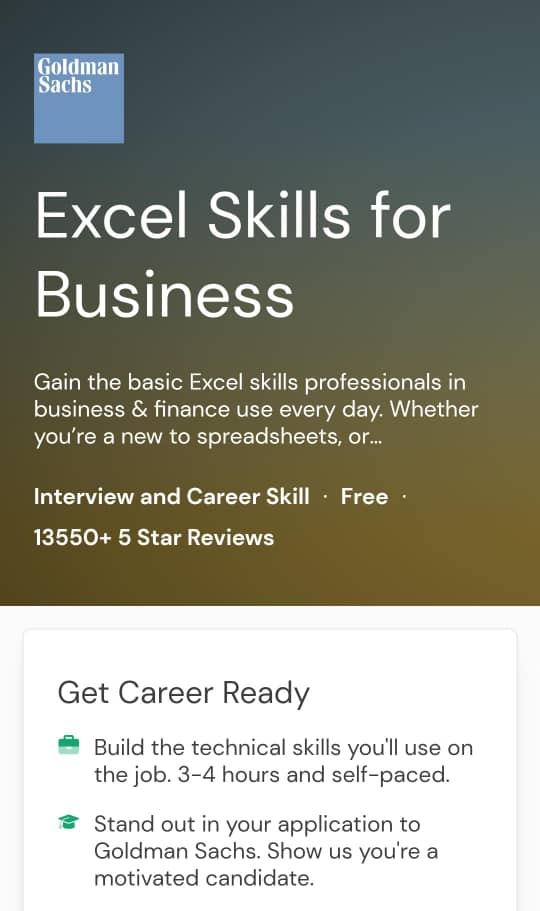 Goldman
Sachs
Excel Skills for
Business
Gain the basic Excel skills professionals in
business & finance use every day. Whether
you’re a new to spreadsheets, or...
Interview and Career Skill · Free ·
13550+ 5 Star Reviews
Get Career Ready
Build the technical skills you'll use on
the job. 3-4 hours and self-paced.
Stand out in your application to
Goldman Sachs. Show us you're a
motivated candidate.